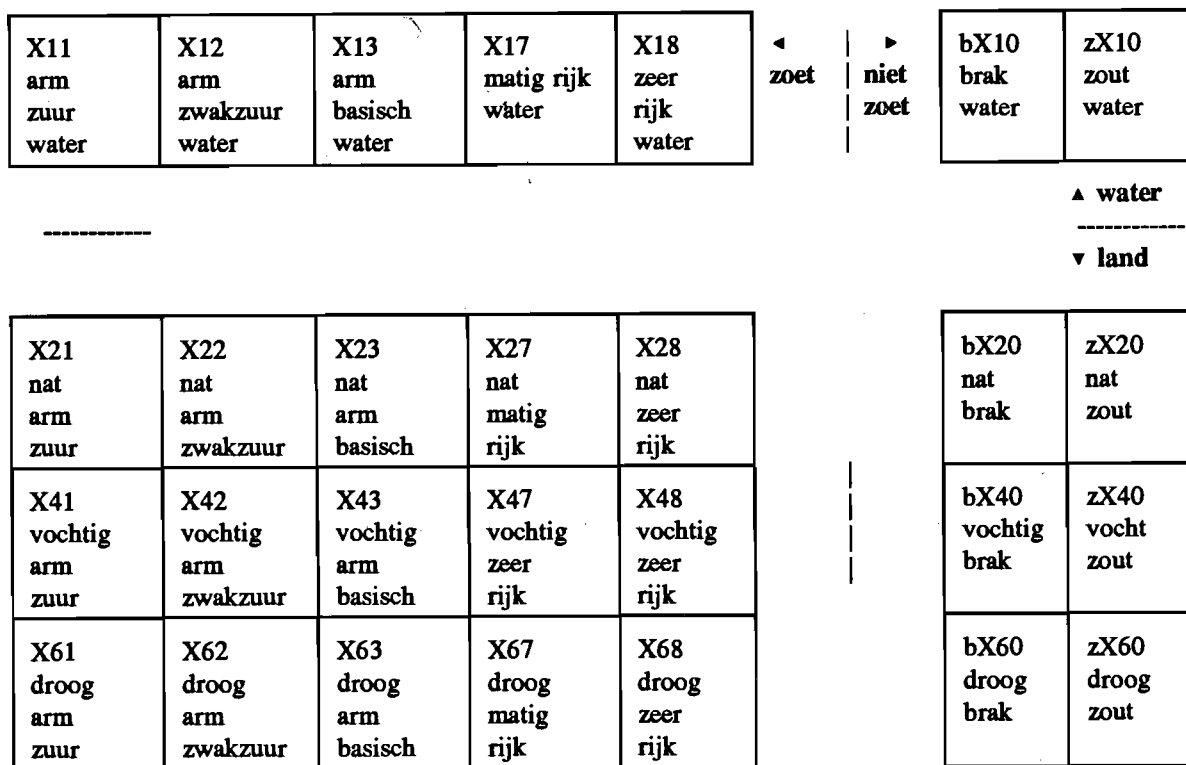 X11 X12 X13 X17 X18 ◄ ► bX10 zX10
arm arm arm matig rijk zeer zoet niet brak zout
zuur zwakzuur basisch water rijk zoet water water
water water water water
▲ water
▼ land
X21 X22 X23 X27 X28 bX20 zX20
nat nat nat nat nat nat nat
arm arm arm matig zeer brak zout
zuur zwakzuur basisch rijk rijk
X41 X42 X43 X47 X48 bX40 zX40
vochtig vochtig vochtig vochtig vochtig vochtig vocht
arm arm arm zeer zeer brak zout
zuur zwakzuur basisch rijk rijk
X61 X62 X63 X67 X68 bX60 zX60
droog droog droog droog droog droog droog
arm arm arm matig zeer brak zout
zuur zwakzuur basisch rijk rijk